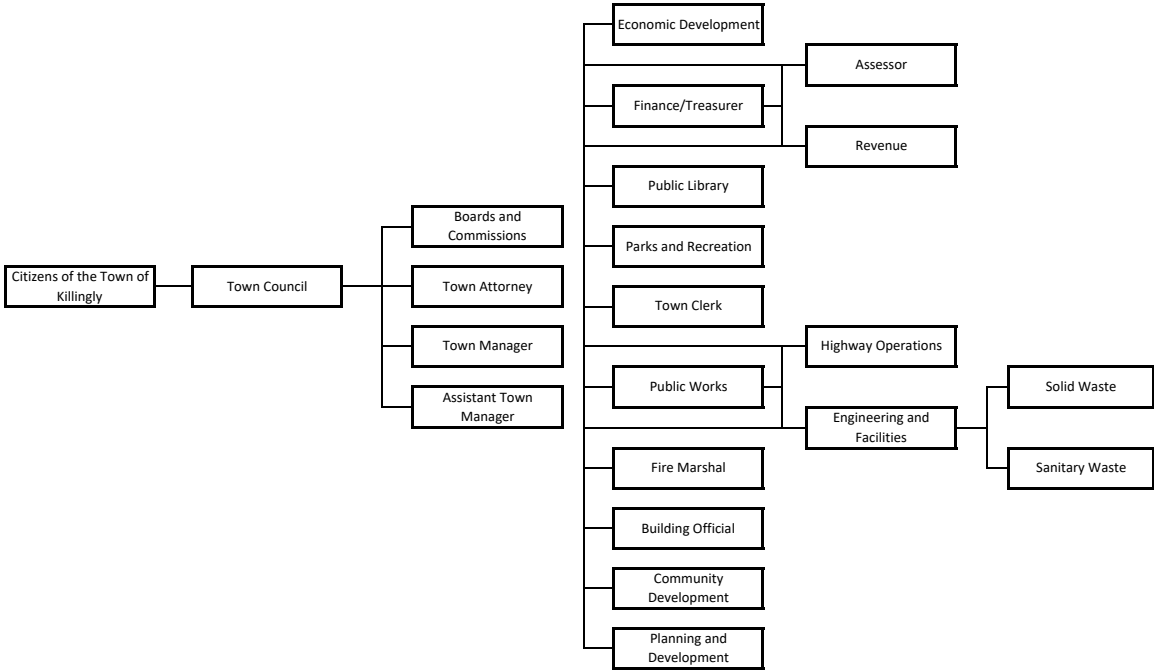 Citizens of the Town of
Killingly
Town Council
Boards and
Commissions
Town Attorney
Town Manager
Assistant Town
Manager
Economic Development
Finance/Treasurer
Assessor
Revenue
Public Library
Parks and Recreation
Town Clerk
Public Works
Highway Operations
Engineering and
Facilities
Solid Waste
Sanitary Waste
Fire Marshal
Building Official
Community
Development
Planning and
Development